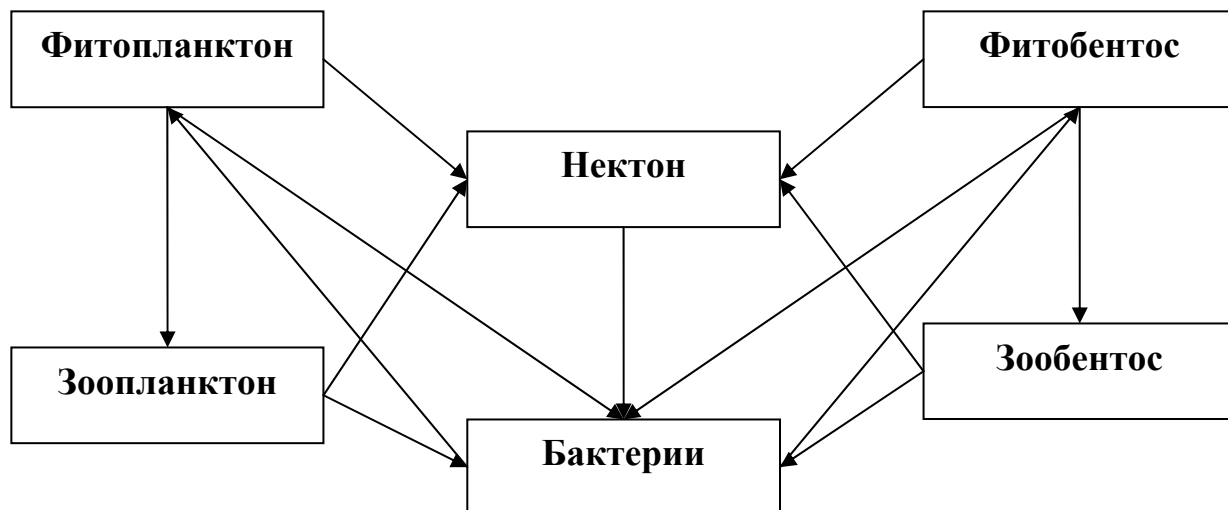 Фитопланктон
Фитобентос
Нектон
Зоопланктон
Зообентос
Бактерии